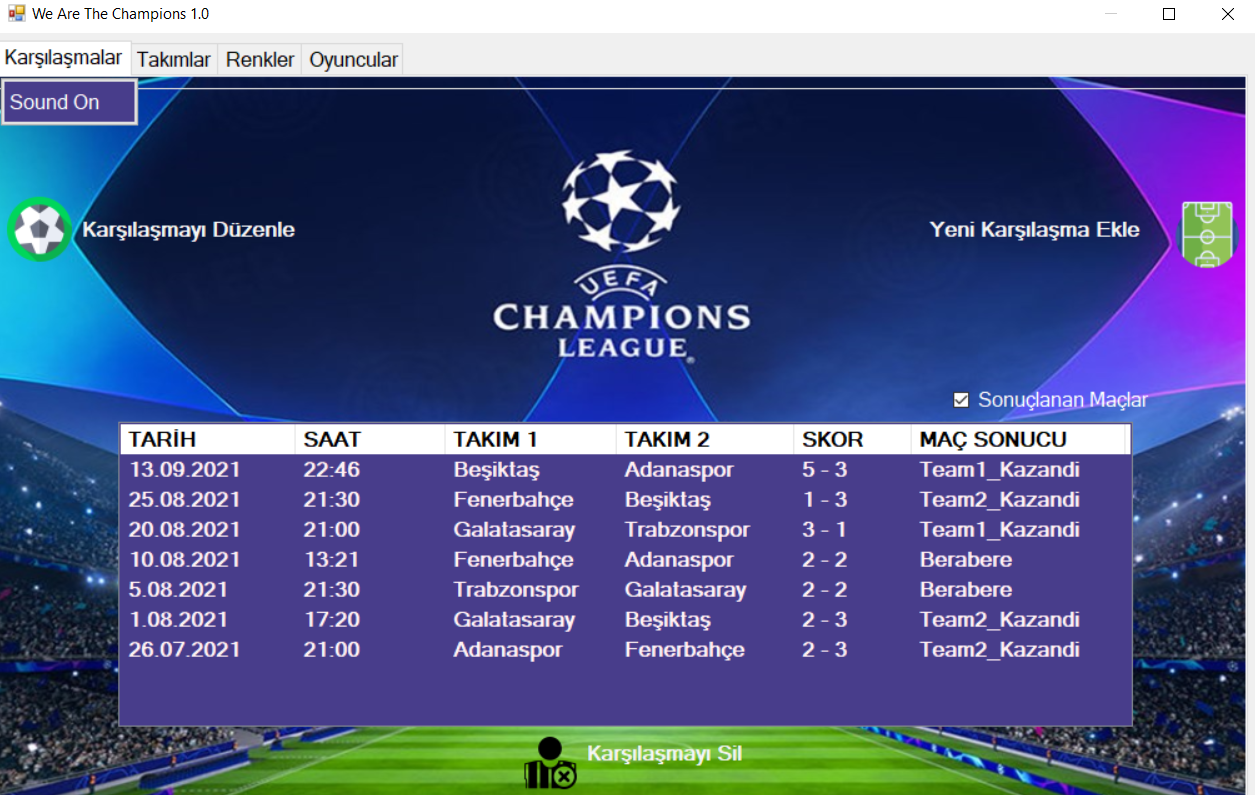 We Are The Champions 1.0
Karşılaşmalar Takımlar Renkler Oyuncular
Sound On
Karşılaşmayı Düzenle
Yeni Karşılaşma Ekle
UEFA
CHAMPIONS
LEAGUE®
Sonuçlanan Maçlar
TARİH SAAT TAKIM 1 TAKIM 2 SKOR MAÇ SONUCU
13.09.2021 22:46 Beşiktaş Adanaspor 5 - 3 Team1_Kazandi
25.08.2021 21:30 Fenerbahçe Beşiktaş 1 - 3 Team2_Kazandi
20.08.2021 21:00 Galatasaray Trabzonspor 3 - 1 Team1_Kazandi
10.08.2021 13:21 Fenerbahçe Adanaspor 2 - 2 Berabere
5.08.2021 21:30 Trabzonspor Galatasaray 2 - 2 Berabere
1.08.2021 17:20 Galatasaray Beşiktaş 2 - 3 Team2_Kazandi
26.07.2021 21:00 Adanaspor Fenerbahçe 2 - 3 Team2_Kazandi
Karşılaşmayı Sil